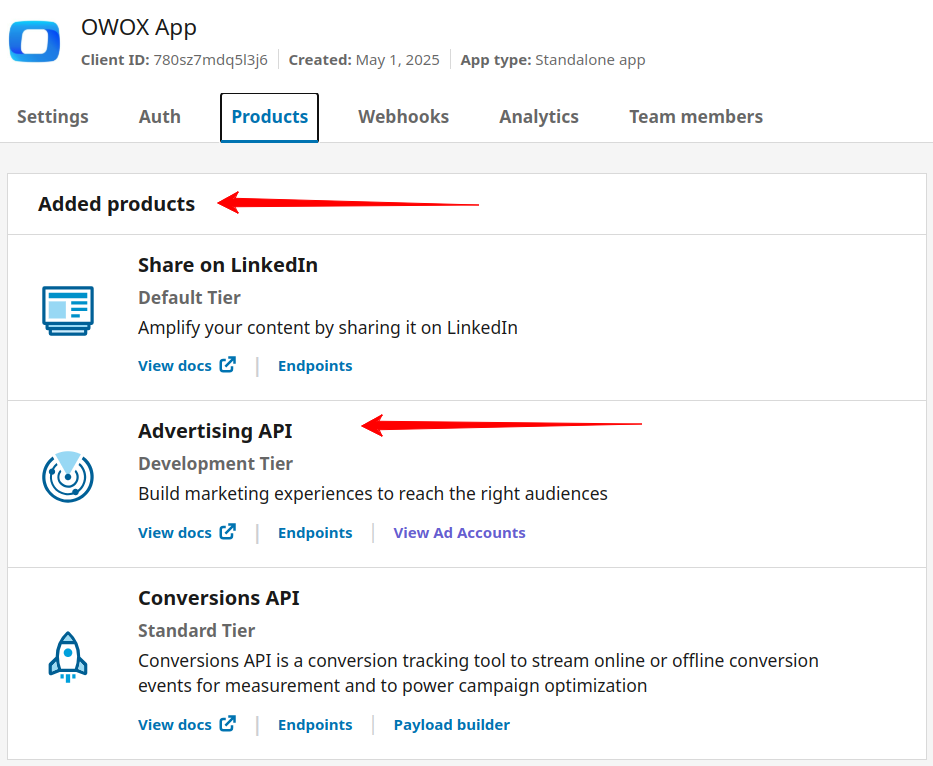 OWOX App
Client ID: 780sz7mdq5l3j6 Created: May 1, 2025 App type: Standalone app
Settings Auth Products Webhooks Analytics Team members
Added products
Share on LinkedIn
Default Tier
Amplify your content by sharing it on LinkedIn
View docs Endpoints
Advertising API
Development Tier
Build marketing experiences to reach the right audiences
View docs Endpoints View Ad Accounts
Conversions API
Standard Tier
Conversions API is a conversion tracking tool to stream online or offline conversion
events for measurement and to power campaign optimization
View docs Endpoints Payload builder